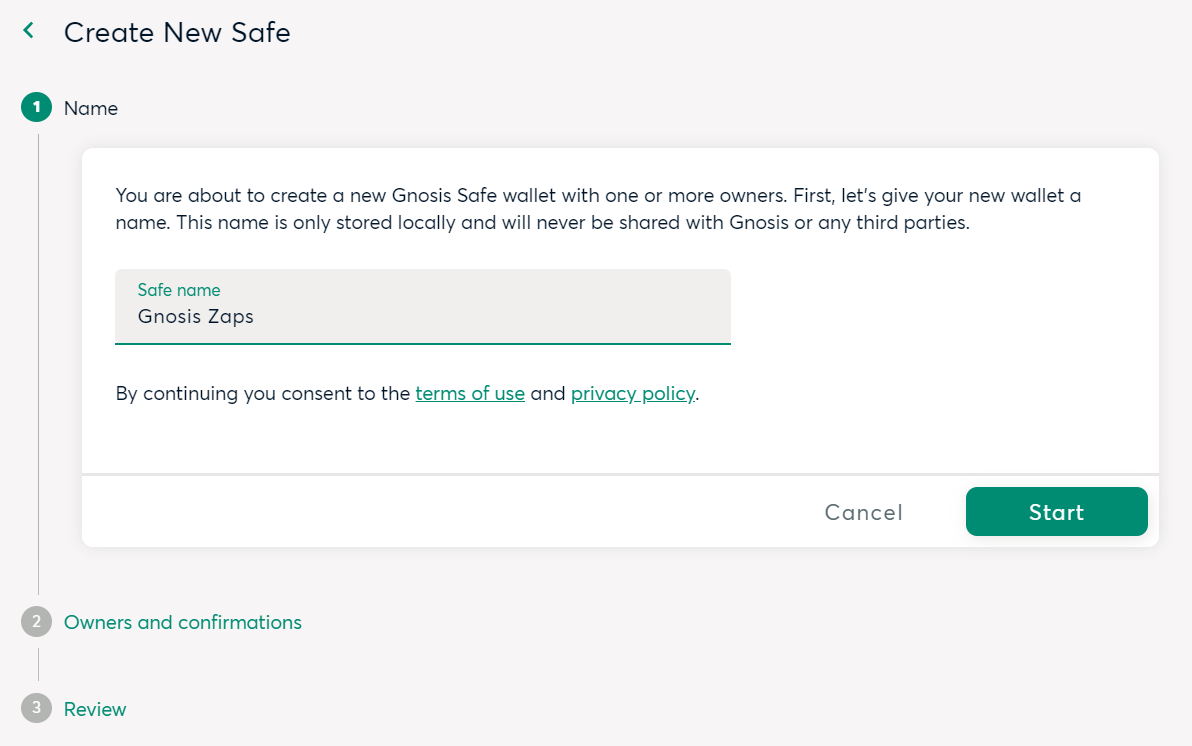 Create New Safe
1 Name
You are about to create a new Gnosis Safe wallet with one or more owners. First, let's give your new wallet a
name. This name is only stored locally and will never be shared with Gnosis or any third parties.
Safe name
Gnosis Zaps
By continuing you consent to the terms of use and privacy policy.
Cancel Start
2 Owners and confirmations
3 Review